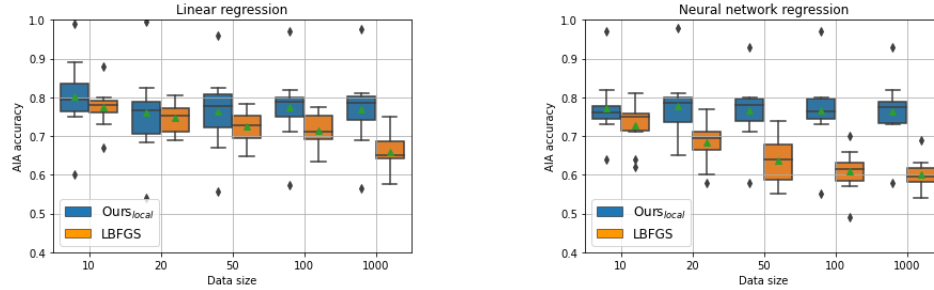 Linear regression
1.0
0.9
0.8
0.7
0.6
0.5
0.4
AIA accuracy
Ours_local
LBFGS
10 20 50 100 1000
Data size
Neural network regression
1.0
0.9
0.8
0.7
0.6
0.5
0.4
AIA accuracy
Ours_local
LBFGS
10 20 50 100 1000
Data size